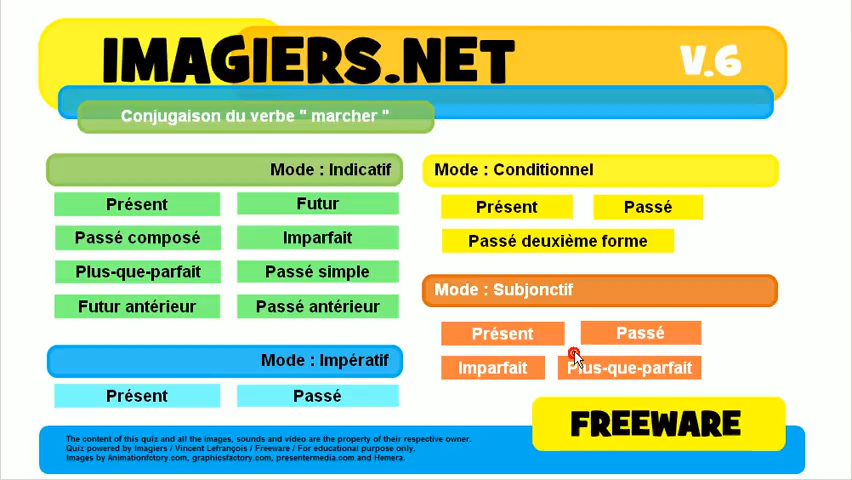 IMAGIERS.NET
V.6
Conjugaison du verbe " marcher "
Mode : Indicatif
Présent
Futur
Passé composé
Imparfait
Plus-que-parfait
Passé simple
Futur antérieur
Passé antérieur
Mode : Impératif
Présent
Passé
Mode : Conditionnel
Présent
Passé
Passé deuxième forme
Mode : Subjonctif
Présent
Passé
Imparfait
Plus-que-parfait
FREEWARE
The content of this quiz and all the images, sounds and video are the property of their respective owner.
Quiz powered by Imagiers / Vincent Lefrançois / Freeware / For educational purpose only.
Images by Animationfctory.com, graphicsfactory.com, presentermedia.com and Hemera.